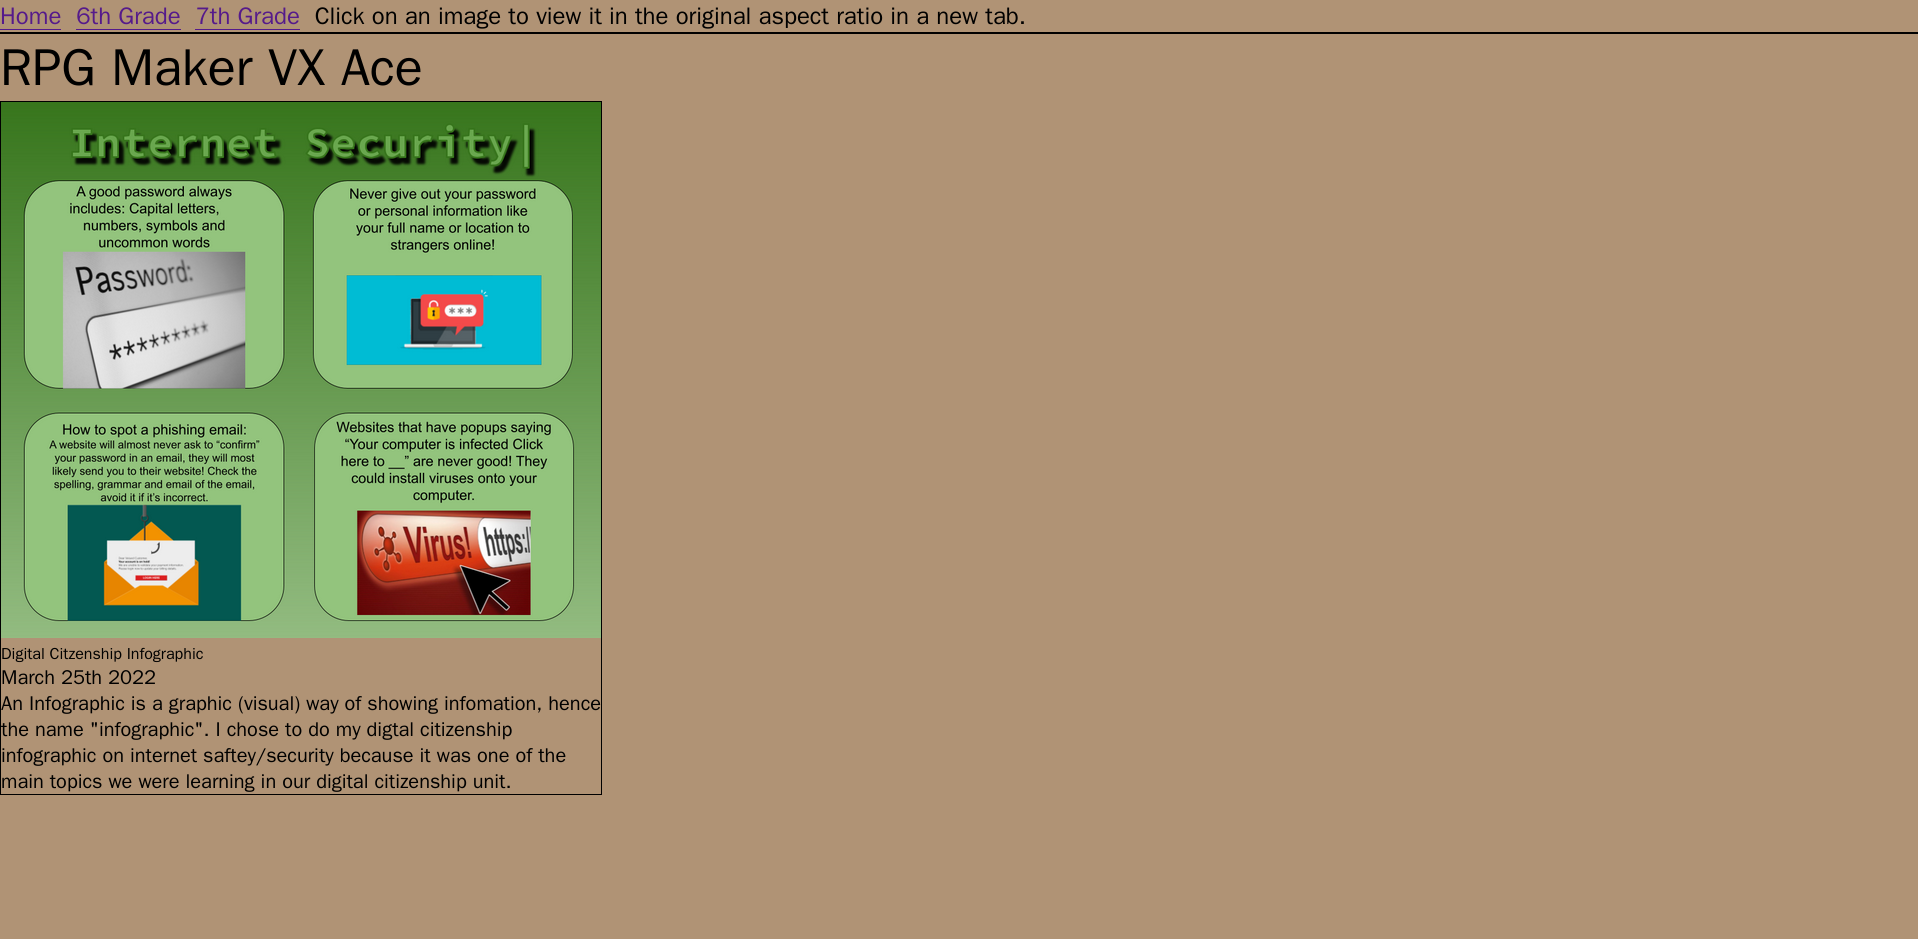 Home 6th Grade 7th Grade Click on an image to view it in the original aspect ratio in a new tab.
RPG Maker VX Ace
Internet Security|
A good password always
includes: Capital letters,
numbers, symbols and
uncommon words
Password:
*********
Never give out your password
or personal information like
your full name or location to
strangers online!
***
How to spot a phishing email:
A website will almost never ask to “confirm”
your password in an email, they will most
likely send you to their website! Check the
spelling, grammar and email of the email,
avoid it if it’s incorrect.
Websites that have popups saying
“Your computer is infected Click
here to __” are never good! They
could install viruses onto your
computer.
Virus! https:/
Digital Citzenship Infographic
March 25th 2022
An Infographic is a graphic (visual) way of showing infomation, hence
the name "infographic". I chose to do my digtal citizenship
infographic on internet saftey/security because it was one of the
main topics we were learning in our digital citizenship unit.